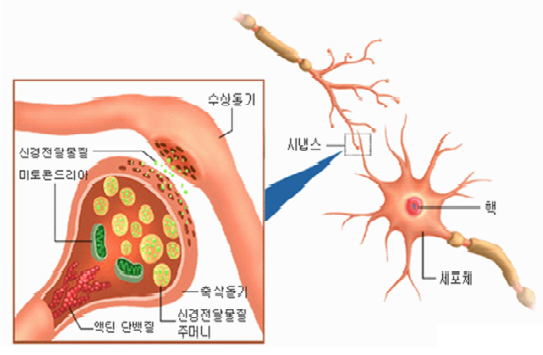 수상돌기
신경전달물질
미토콘드리아
시냅스
핵
세포체
축삭돌기
액틴 단백질
신경전달물질
주머니